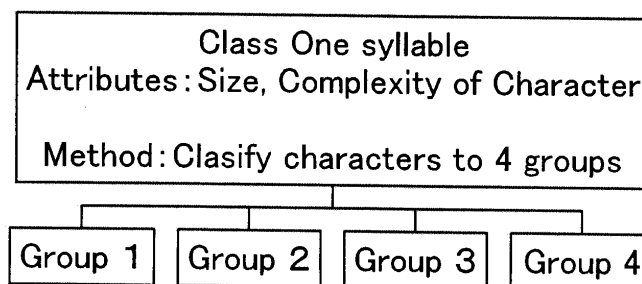 Class One syllable
Attributes: Size, Complexity of Character
Method: Clasify characters to 4 groups
Group 1
Group 2
Group 3
Group 4